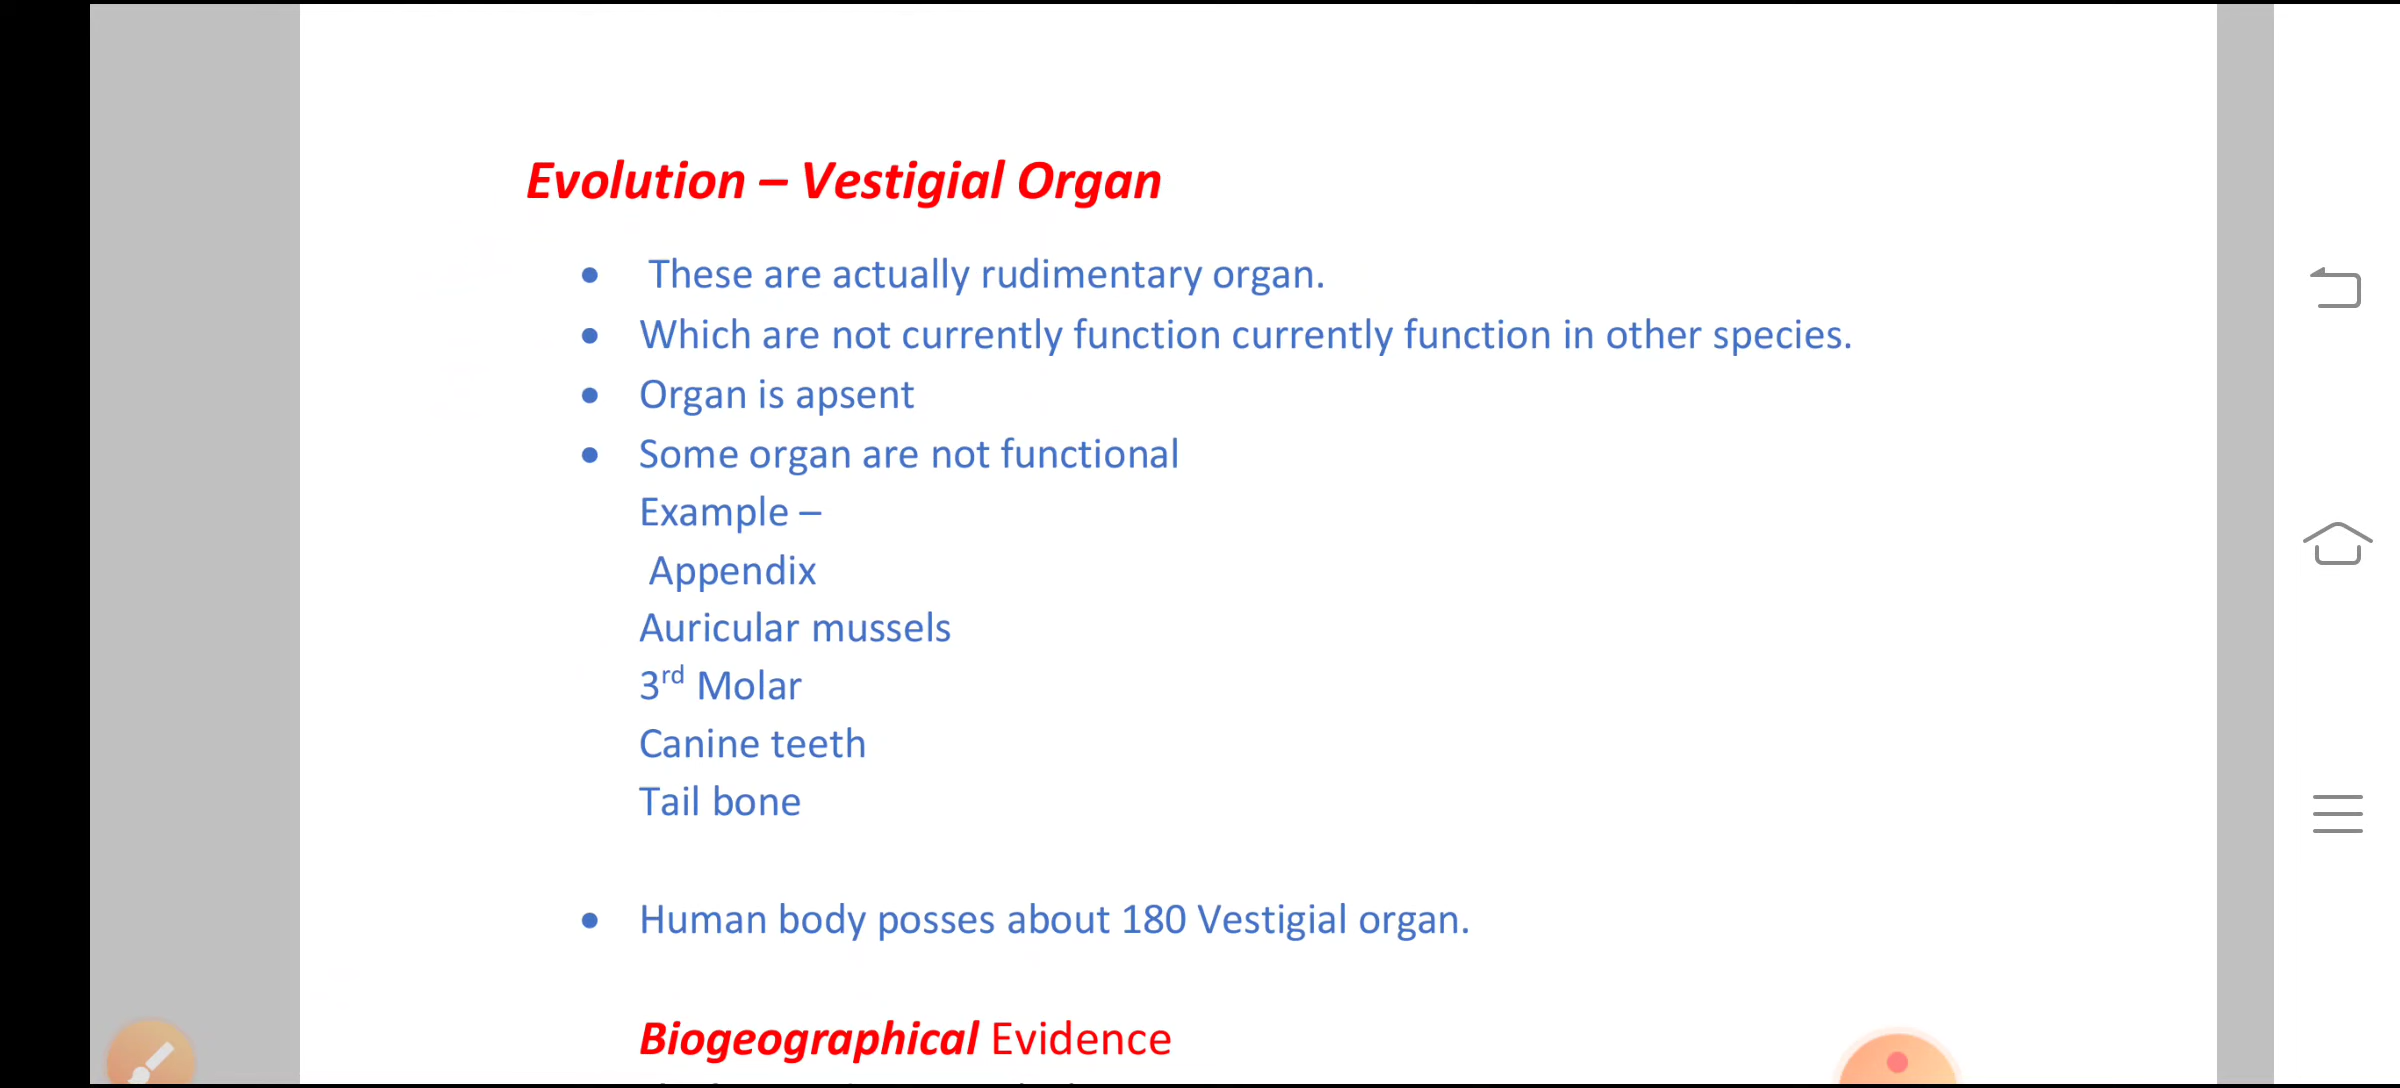 Evolution – Vestigial Organ
• These are actually rudimentary organ.
• Which are not currently function currently function in other species.
• Organ is apsent
• Some organ are not functional
Example –
Appendix
Auricular mussels
3rd Molar
Canine teeth
Tail bone
• Human body posses about 180 Vestigial organ.
Biogeographical Evidence